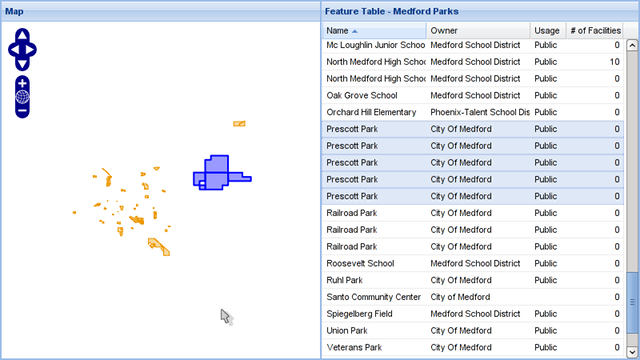 Map
Feature Table - Medford Parks
Name Owner Usage # of Facilities
Mc Loughlin Junior Schoo Medford School District Public 0
North Medford High Scho Medford School District Public 10
North Medford High Scho Medford School District Public 0
Oak Grove School Medford School District Public 0
Orchard Hill Elementary Phoenix-Talent School Dis Public 0
Prescott Park City Of Medford Public 0
Prescott Park City Of Medford Public 0
Prescott Park City Of Medford Public 0
Prescott Park City Of Medford Public 0
Prescott Park City Of Medford Public 0
Railroad Park City Of Medford Public 0
Railroad Park City Of Medford Public 0
Railroad Park City Of Medford Public 0
Roosevelt School Medford School District Public 0
Ruhl Park City Of Medford Public 0
Santo Community Center City of Medford 0
Spiegelberg Field Medford School District Public 0
Union Park City Of Medford Public 0
Veterans Park City Of Medford Public 0